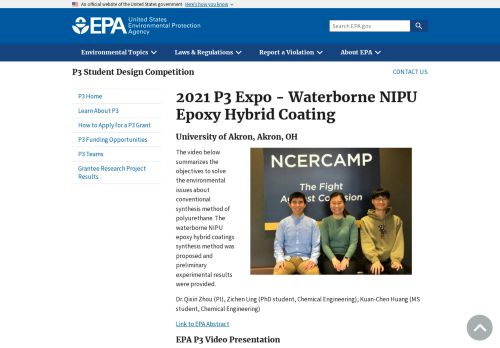 An official website of the United States government Here's how you know
EPA United States
Environmental Protection
Agency
Search EPA.gov
Environmental Topics
Laws & Regulations
Report a Violation
About EPA
P3 Student Design Competition
CONTACT US
P3 Home
Learn About P3
How to Apply for a P3 Grant
P3 Funding Opportunities
P3 Teams
Grantee Research Project
Results
2021 P3 Expo - Waterborne NIPU
Epoxy Hybrid Coating
University of Akron, Akron, OH
The video below
summarizes the
objectives to solve
the environmental
issues about
conventional
synthesis method of
polyurethane. The
waterborne NIPU
epoxy hybrid coatings
synthesis method was
proposed and
preliminary
experimental results
were provided.
NCERCAMP
The Fight
Against Corrosion
Dr. Qixin Zhou (PI), Zichen Ling (PhD student, Chemical Engineering), Kuan-Chen Huang (MS
student, Chemical Engineering)
Link to EPA Abstract
EPA P3 Video Presentation